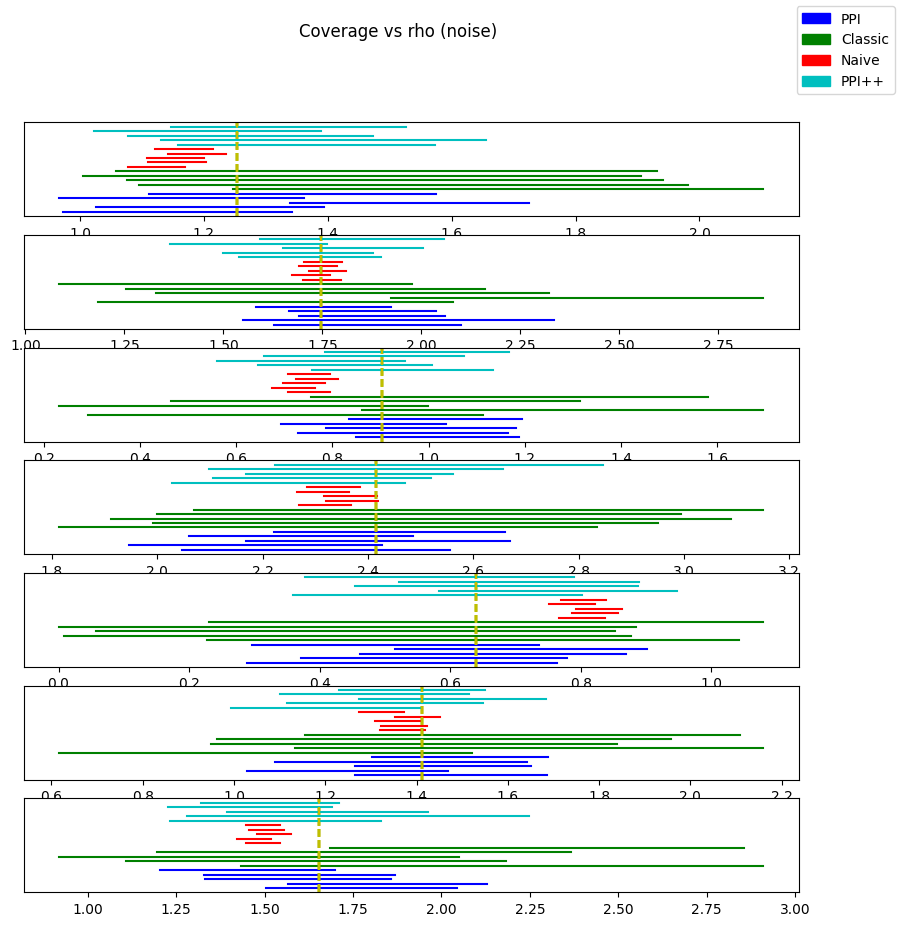 Coverage vs rho (noise)
PPI
Classic
Naive
PPI++
1.0 1.2 1.4 1.6 1.8 2.0
1.00 1.25 1.50 1.75 2.00 2.25 2.50 2.75
0.2 0.4 0.6 0.8 1.0 1.2 1.4 1.6
1.8 2.0 2.2 2.4 2.6 2.8 3.0 3.2
0.0 0.2 0.4 0.6 0.8 1.0
0.6 0.8 1.0 1.2 1.4 1.6 1.8 2.0 2.2
1.00 1.25 1.50 1.75 2.00 2.25 2.50 2.75 3.00